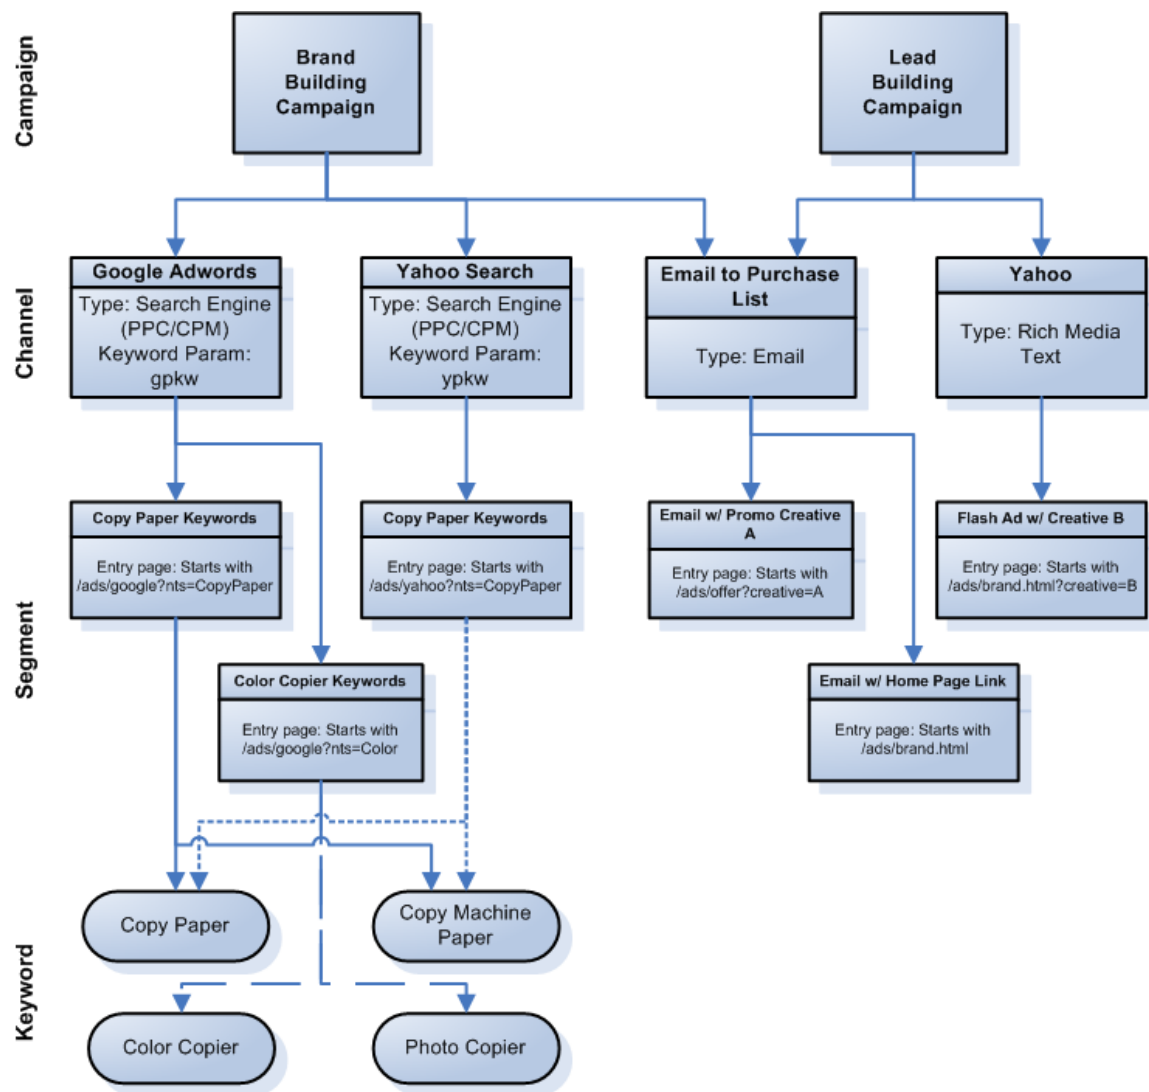 Campaign
Brand
Building
Campaign
Lead
Building
Campaign
Channel
Google Adwords
Type: Search Engine
(PPC/CPM)
Keyword Param:
gpkw
Yahoo Search
Type: Search Engine
(PPC/CPM)
Keyword Param:
ypkw
Email to Purchase
List
Type: Email
Yahoo
Type: Rich Media
Text
Segment
Copy Paper Keywords
Entry page: Starts with
/ads/google?nts=CopyPaper
Copy Paper Keywords
Entry page: Starts with
/ads/yahoo?nts=CopyPaper
Email w/ Promo Creative
A
Entry page: Starts with
/ads/offer?creative=A
Flash Ad w/ Creative B
Entry page: Starts with
/ads/brand.html?creative=B
Color Copier Keywords
Entry page: Starts with
/ads/google?nts=Color
Email w/ Home Page Link
Entry page: Starts with
/ads/brand.html
Keyword
Copy Paper
Copy Machine
Paper
Color Copier
Photo Copier